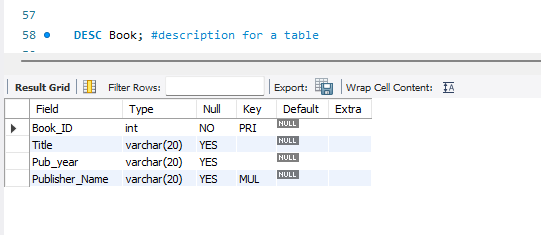 57
58 DESC Book; #description for a table
Result Grid Filter Rows: Export: Wrap Cell Content: IA
Field Type Null Key Default Extra
Book_ID int NO PRI NULL
Title varchar(20) YES NULL
Pub_year varchar(20) YES NULL
Publisher_Name varchar(20) YES MUL NULL